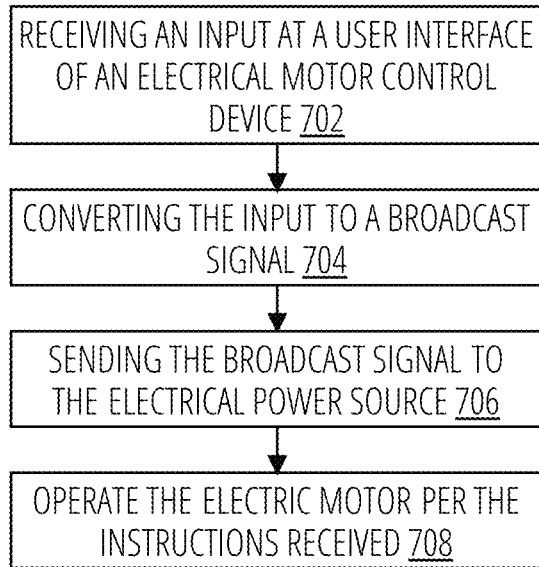 RECEIVING AN INPUT AT A USER INTERFACE
OF AN ELECTRICAL MOTOR CONTROL
DEVICE 702
CONVERTING THE INPUT TO A BROADCAST
SIGNAL 704
SENDING THE BROADCAST SIGNAL TO
THE ELECTRICAL POWER SOURCE 706
OPERATE THE ELECTRIC MOTOR PER THE
INSTRUCTIONS RECEIVED 708